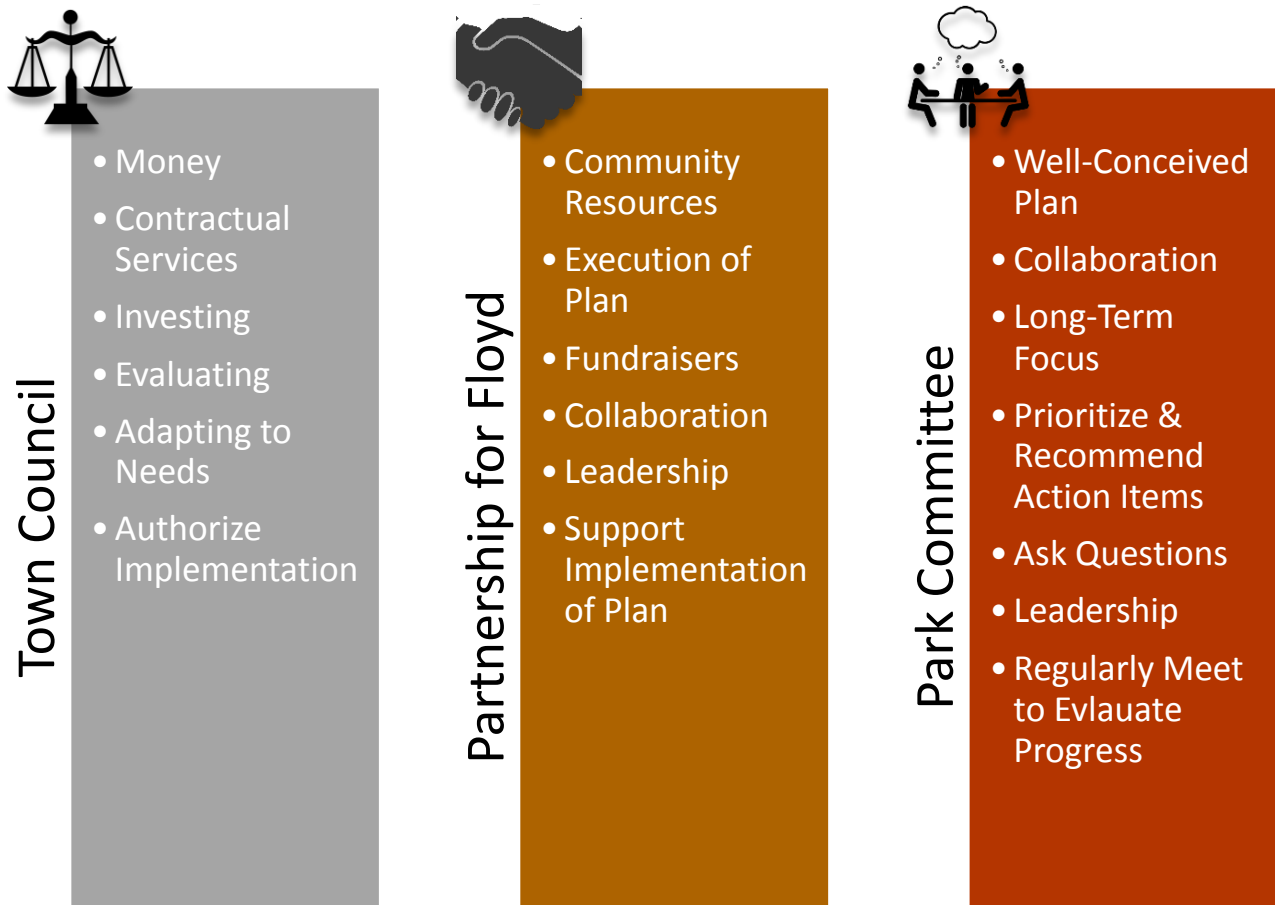 Town Council
• Money
• Contractual
Services
• Investing
• Evaluating
• Adapting to
Needs
• Authorize
Implementation
Partnership for Floyd
• Community
Resources
• Execution of
Plan
• Fundraisers
• Collaboration
• Leadership
• Support
Implementation
of Plan
Park Committee
• Well-Conceived
Plan
• Collaboration
• Long-Term
Focus
• Prioritize &
Recommend
Action Items
• Ask Questions
• Leadership
• Regularly Meet
to Evlauate
Progress